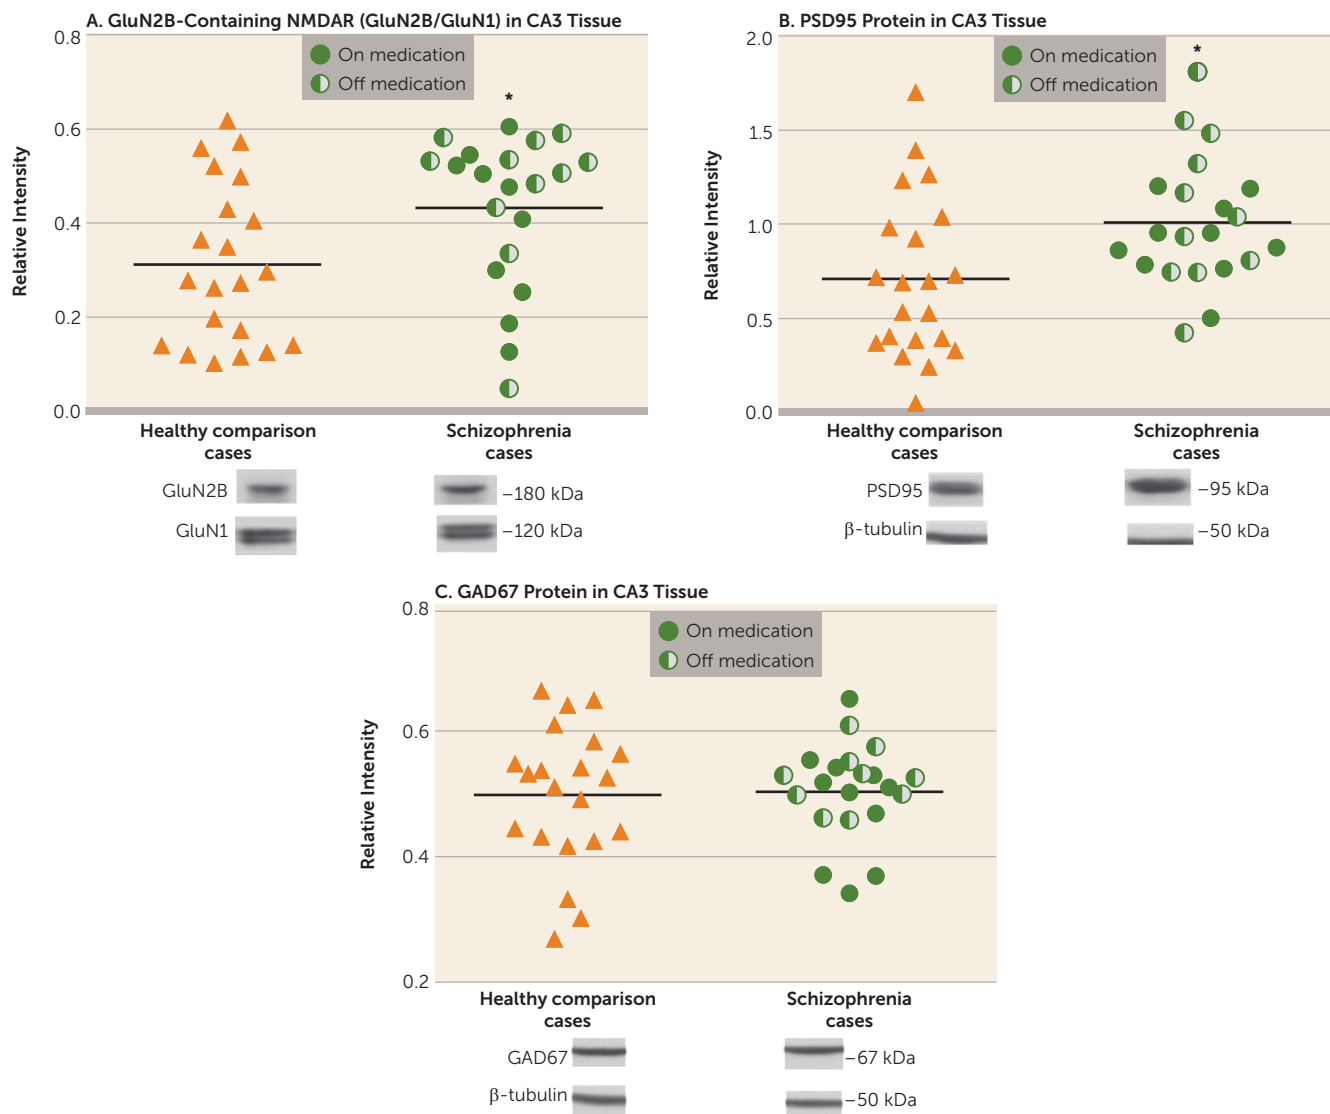 A. GluN2B-Containing NMDAR (GluN2B/GluN1) in CA3 Tissue
0.8
0.6
0.4
0.2
0.0
Relative Intensity
On medication
Off medication
*
Healthy comparison
cases
Schizophrenia
cases
GluN2B
–180 kDa
GluN1
–120 kDa
B. PSD95 Protein in CA3 Tissue
2.0
1.5
1.0
0.5
0.0
Relative Intensity
On medication
Off medication
*
Healthy comparison
cases
Schizophrenia
cases
PSD95
–95 kDa
β-tubulin
–50 kDa
C. GAD67 Protein in CA3 Tissue
0.8
0.6
0.4
0.2
Relative Intensity
On medication
Off medication
Healthy comparison
cases
Schizophrenia
cases
GAD67
–67 kDa
β-tubulin
–50 kDa